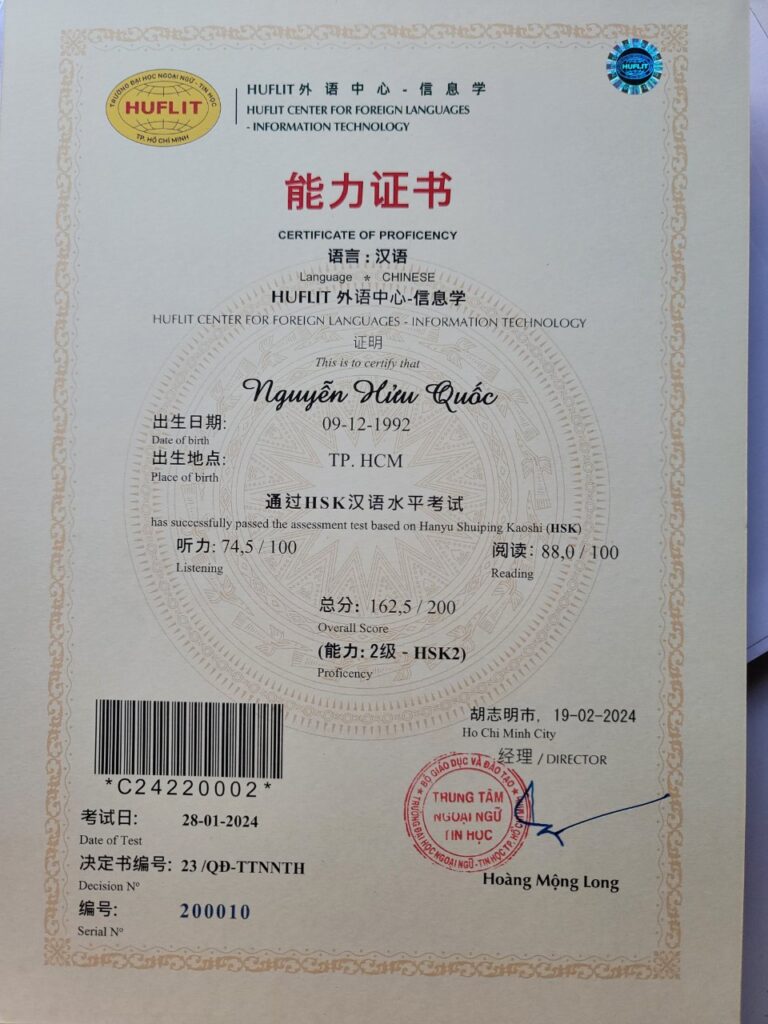 TRƯỜNG ĐẠI HỌC NGOẠI NGỮ - TIN HỌC
HUFLIT
TP. HỒ CHÍ MINH
HUFLIT 外语中心 - 信息学
HUFLIT CENTER FOR FOREIGN LANGUAGES
- INFORMATION TECHNOLOGY
HUFLIT
能力证书
CERTIFICATE OF PROFICENCY
语言 : 汉语
Language * CHINESE
HUFLIT 外语中心-信息学
HUFLIT CENTER FOR FOREIGN LANGUAGES - INFORMATION TECHNOLOGY
证明
This is to certify that
Nguyễn Hửu Quốc
出生日期: 09-12-1992
Date of birth
出生地点: TP. HCM
Place of birth
通过HSK汉语水平考试
has successfully passed the assessment test based on Hanyu Shuiping Kaoshi (HSK)
听力: 74,5 / 100 阅读: 88,0 / 100
Listening Reading
总分: 162,5 / 200
Overall Score
(能力: 2级 - HSK2)
Proficency
胡志明市, 19-02-2024
Ho Chi Minh City
经理 / DIRECTOR
*C24220002*
BỘ GIÁO DỤC VÀ ĐÀO TẠO
TRƯỜNG ĐẠI HỌC NGOẠI NGỮ - TIN HỌC TP. HỒ CHÍ MINH
TRUNG TÂM
NGOẠI NGỮ
TIN HỌC
考试日: 28-01-2024
Date of Test
决定书编号: 23 /QĐ-TTNNTH
Decision Nº
Hoàng Mộng Long
编号: 200010
Serial Nº